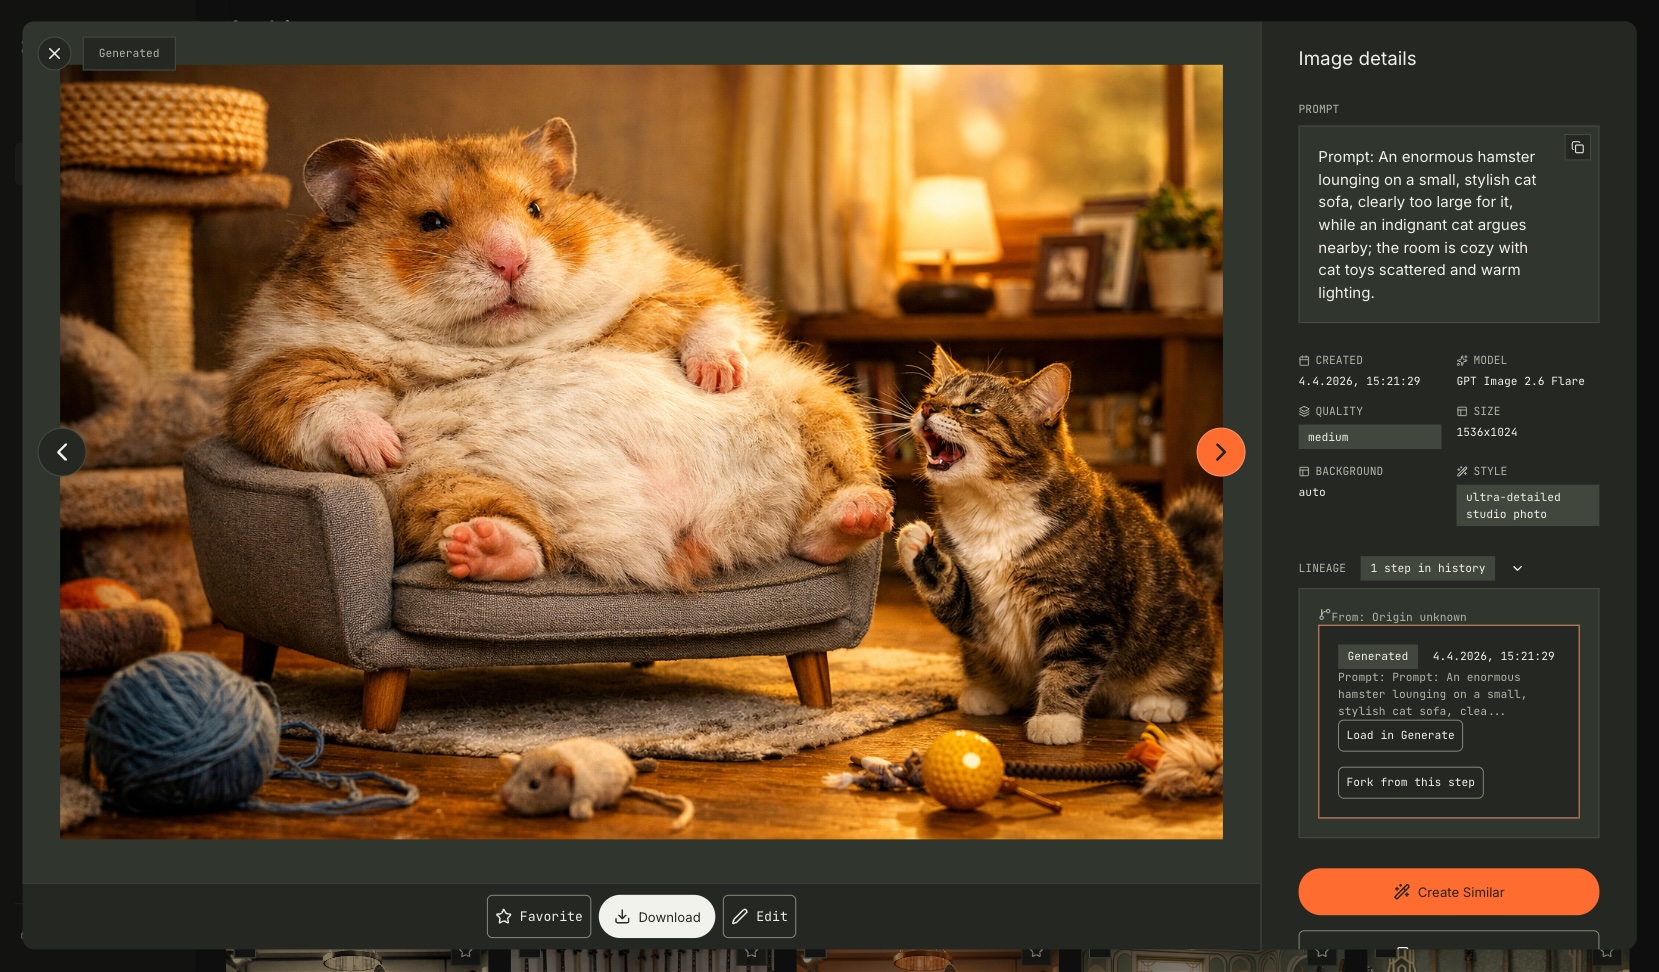 Generated
Image details
PROMPT
Prompt: An enormous hamster
lounging on a small, stylish cat
sofa, clearly too large for it,
while an indignant cat argues
nearby; the room is cozy with
cat toys scattered and warm
lighting.
CREATED
4.4.2026, 15:21:29
MODEL
GPT Image 2.6 Flare
QUALITY
medium
SIZE
1536x1024
BACKGROUND
auto
STYLE
ultra-detailed
studio photo
LINEAGE 1 step in history
From: Origin unknown
Generated 4.4.2026, 15:21:29
Prompt: Prompt: An enormous
hamster lounging on a small,
stylish cat sofa, clea...
Load in Generate
Fork from this step
Create Similar
Favorite Download Edit